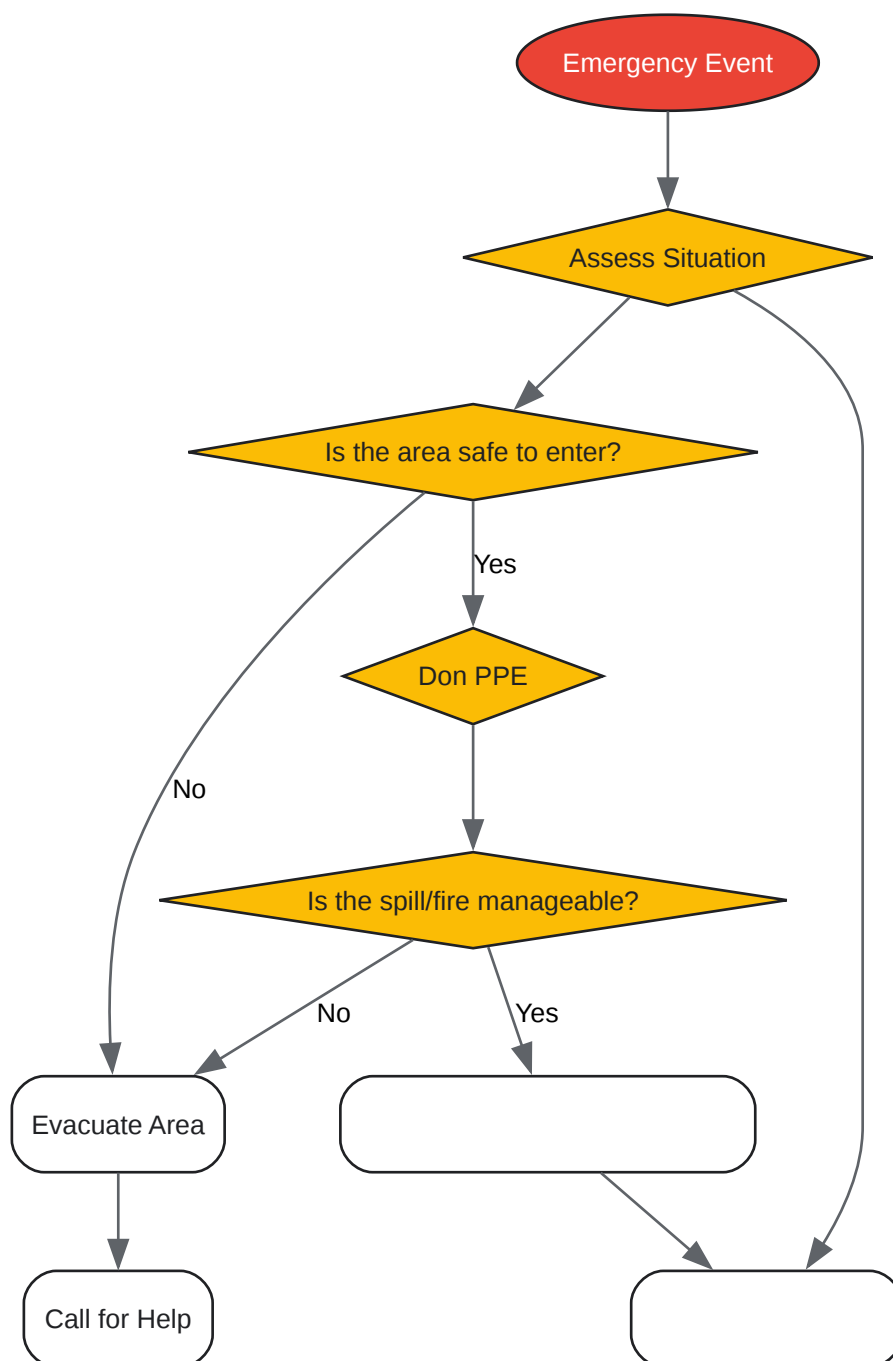 Emergency Event
Assess Situation
Is the area safe to enter?
Yes
Don PPE
No
Is the spill/fire manageable?
No
Yes
Evacuate Area
Call for Help